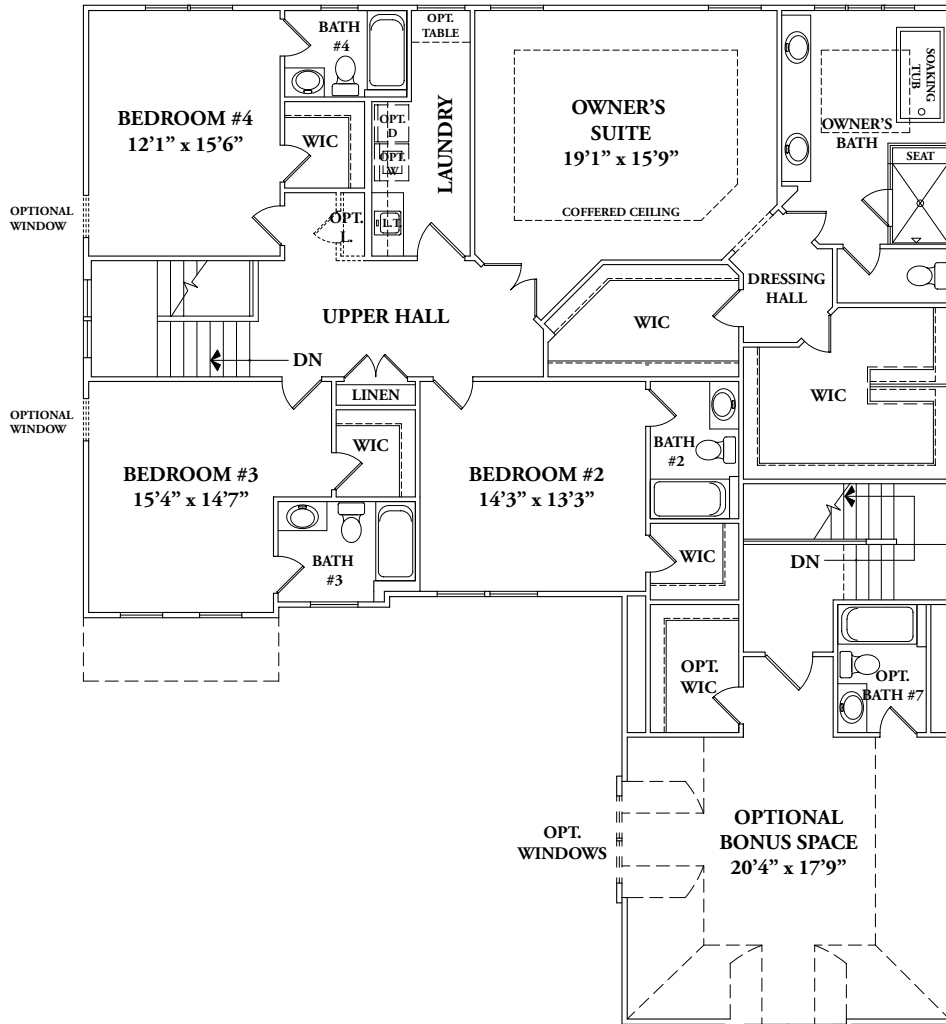 BATH
#4
OPT.
TABLE
BEDROOM #4
12'1” x 15'6”
WIC
OPT.
D
OPT.
W
L.T.
LAUNDRY
OWNER'S
SUITE
19'1” x 15'9”
COFFERED CEILING
SOAKING
TUB
OWNER'S
BATH
SEAT
OPTIONAL
WINDOW
OPT.
L.
DRESSING
HALL
UPPER HALL
WIC
DN
LINEN
WIC
OPTIONAL
WINDOW
WIC
BEDROOM #3
15'4” x 14'7”
BEDROOM #2
14'3” x 13'3”
BATH
#2
BATH
#3
WIC
DN
OPT.
WIC
OPT.
BATH #7
OPT.
WINDOWS
OPTIONAL
BONUS SPACE
20'4” x 17'9”